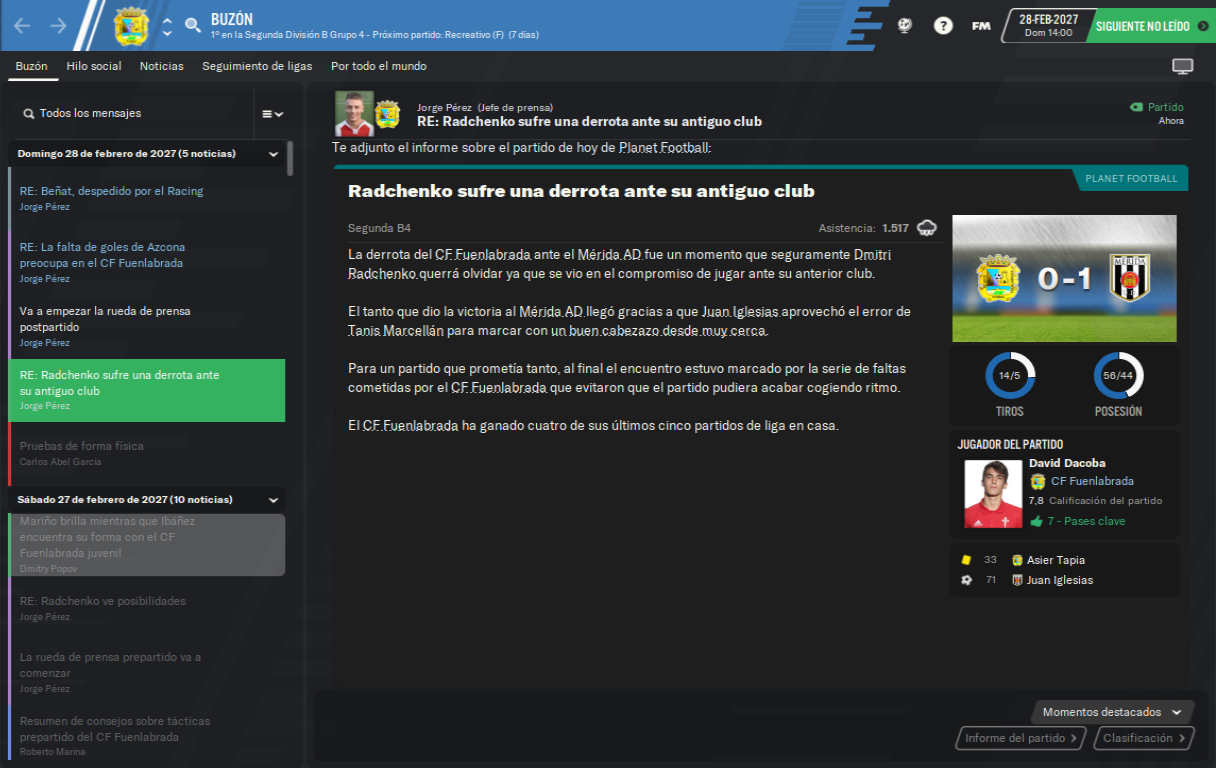 BUZÓN
1º en la Segunda División B Grupo 4 - Próximo partido: Recreativo (F) (7 días)
?
FM
28-FEB-2027
Dom 14:00
SIGUIENTE NO LEÍDO
Buzón
Hilo social
Noticias
Seguimiento de ligas
Por todo el mundo
Todos los mensajes
Domingo 28 de febrero de 2027 (5 noticias)
RE: Beñat, despedido por el Racing
Jorge Pérez
RE: La falta de goles de Azcona
preocupa en el CF Fuenlabrada
Jorge Pérez
Va a empezar la rueda de prensa
postpartido
Jorge Pérez
RE: Radchenko sufre una derrota ante
su antiguo club
Jorge Pérez
Pruebas de forma física
Carlos Abel García
Sábado 27 de febrero de 2027 (10 noticias)
Mariño brilla mientras que Ibáñez
encuentra su forma con el CF
Fuenlabrada juvenil
Dmitry Popov
RE: Radchenko ve posibilidades
Jorge Pérez
La rueda de prensa prepartido va a
comenzar
Jorge Pérez
Resumen de consejos sobre tácticas
prepartido del CF Fuenlabrada
Roberto Marina
Jorge Pérez (Jefe de prensa)
RE: Radchenko sufre una derrota ante su antiguo club
Partido
Ahora
Te adjunto el informe sobre el partido de hoy de Planet Football:
PLANET FOOTBALL
Radchenko sufre una derrota ante su antiguo club
Segunda B4
Asistencia: 1.517
La derrota del CF Fuenlabrada ante el Mérida AD fue un momento que seguramente Dmitri
Radchenko querrá olvidar ya que se vio en el compromiso de jugar ante su anterior club.
El tanto que dio la victoria al Mérida AD llegó gracias a que Juan Iglesias aprovechó el error de
Tanis Marcellán para marcar con un buen cabezazo desde muy cerca.
Para un partido que prometía tanto, al final el encuentro estuvo marcado por la serie de faltas
cometidas por el CF Fuenlabrada que evitaron que el partido pudiera acabar cogiendo ritmo.
El CF Fuenlabrada ha ganado cuatro de sus últimos cinco partidos de liga en casa.
0-1
MÉRIDA
14/5
TIROS
56/44
POSESIÓN
JUGADOR DEL PARTIDO
David Dacoba
CF Fuenlabrada
7,8 Calificación del partido
7 - Pases clave
33 Asier Tapia
71 Juan Iglesias
Momentos destacados
Informe del partido
Clasificación